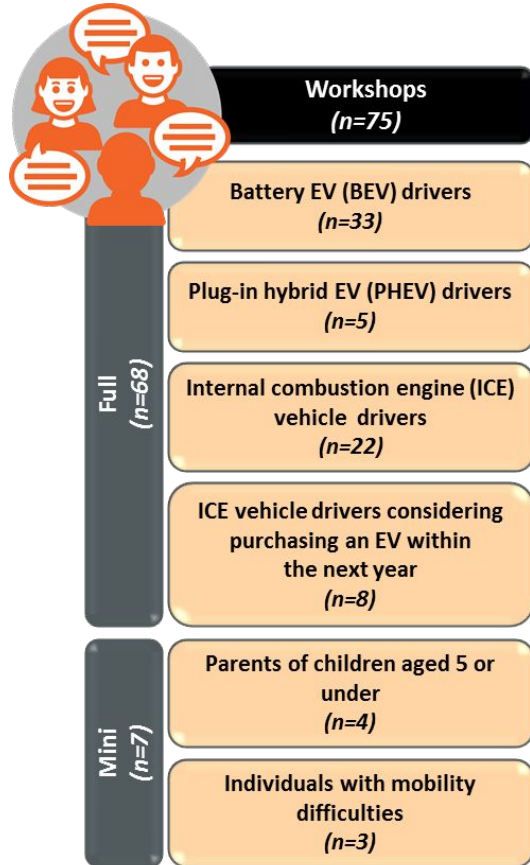 Workshops
(n=75)
Full
(n=68)
Battery EV (BEV) drivers
(n=33)
Plug-in hybrid EV (PHEV) drivers
(n=5)
Internal combustion engine (ICE)
vehicle drivers
(n=22)
ICE vehicle drivers considering
purchasing an EV within
the next year
(n=8)
Mini
(n=7)
Parents of children aged 5 or
under
(n=4)
Individuals with mobility
difficulties
(n=3)